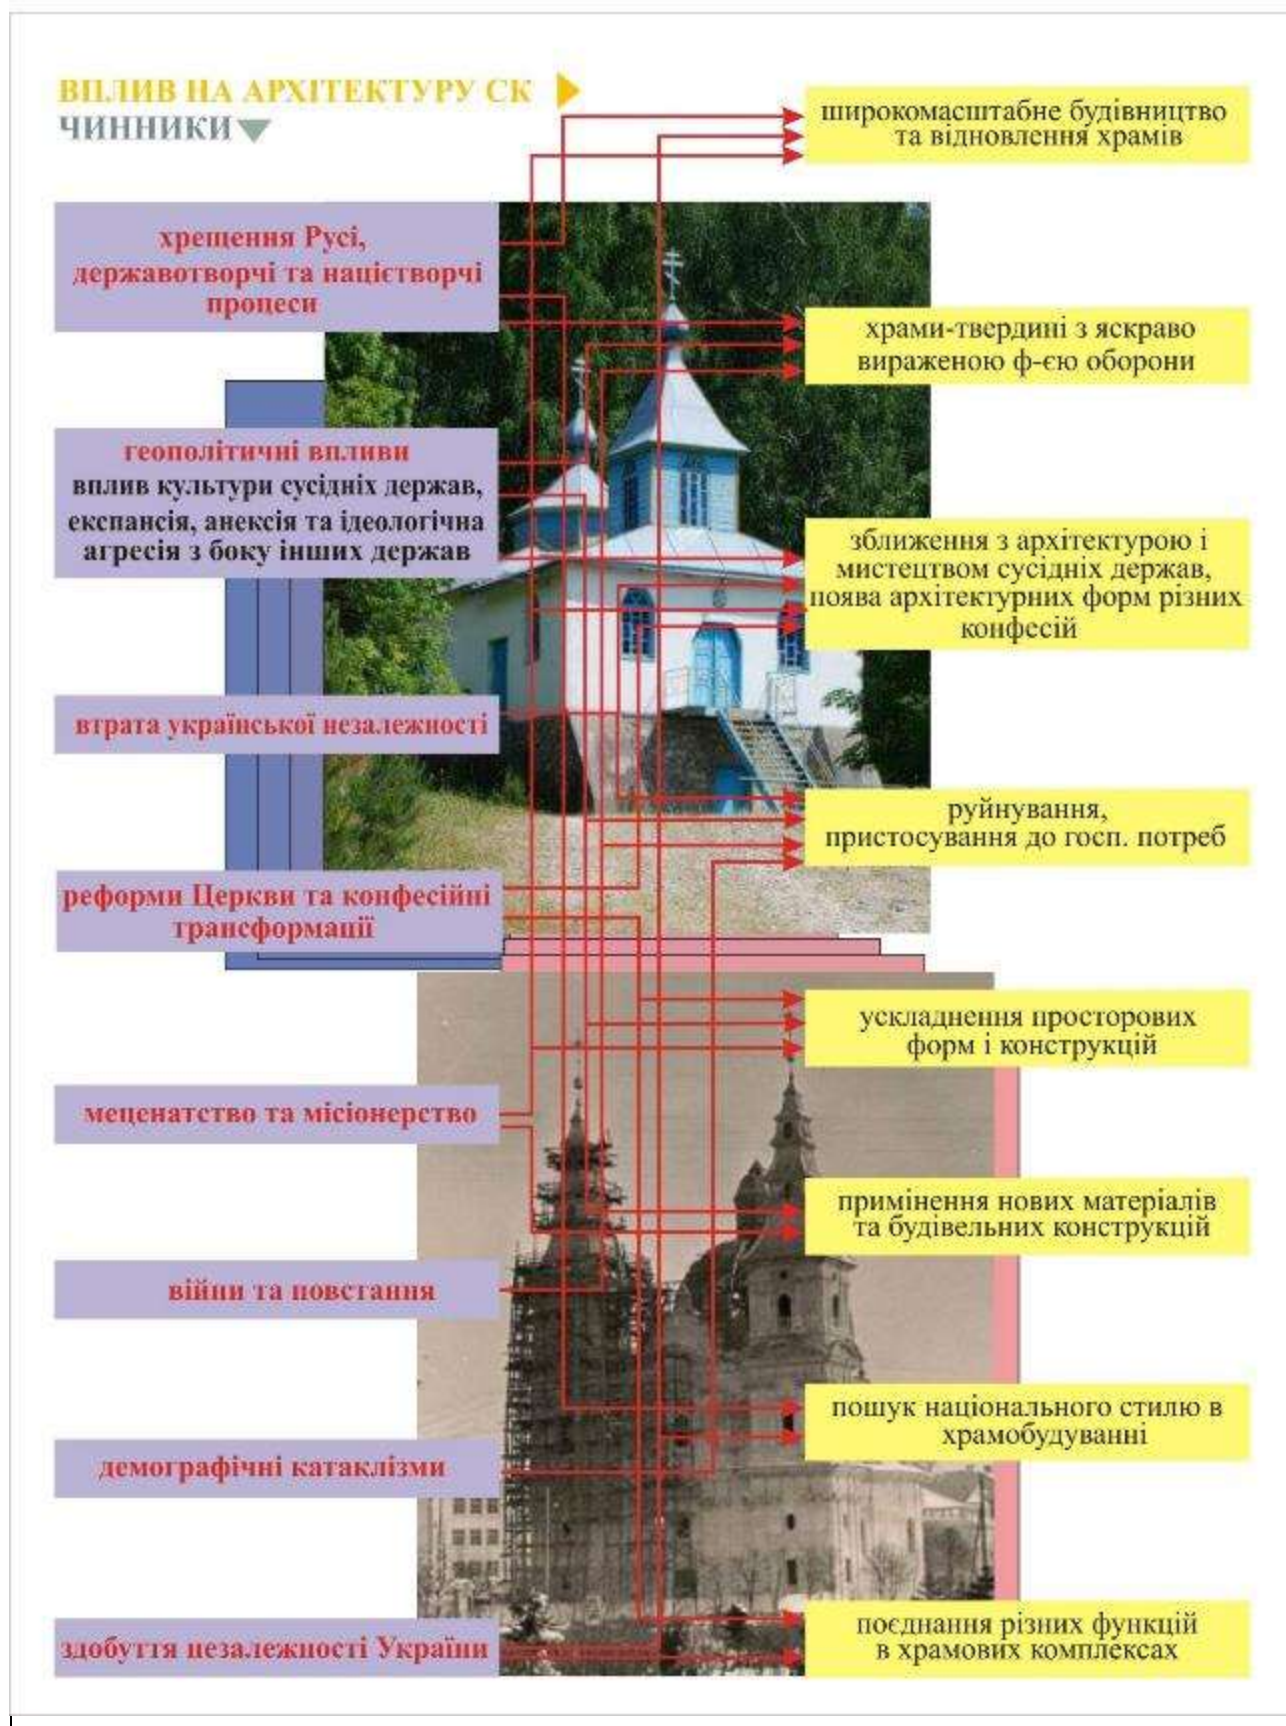 ВПЛИВ НА АРХІТЕКТУРУ СК
ЧИННИКИ
хрещення Русі,
державотворчі та націєтворчі
процеси
геополітичні впливи
вплив культури сусідніх держав,
експансія, анексія та ідеологічна
агресія з боку інших держав
втрата української незалежності
реформи Церкви та конфесійні
трансформації
меценатство та місіонерство
війни та повстання
демографічні катаклізми
здобуття незалежності України
широкомасштабне будівництво
та відновлення храмів
храми-твердині з яскраво
вираженою ф-єю оборони
зближення з архітектурою і
мистецтвом сусідніх держав,
поява архітектурних форм різних
конфесій
руйнування,
пристосування до госп. потреб
ускладнення просторових
форм і конструкцій
примінення нових матеріалів
та будівельних конструкцій
пошук національного стилю в
храмобудуванні
поєднання різних функцій
в храмових комплексах